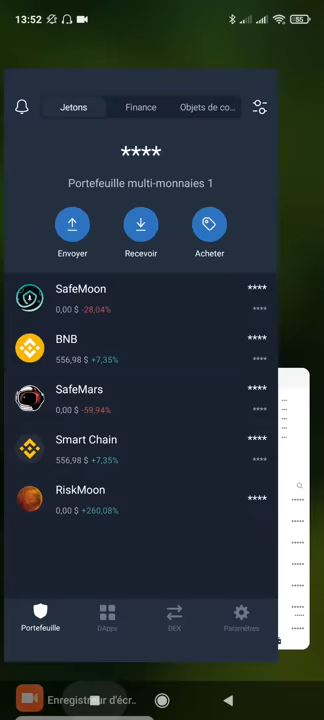 13:52
55
Jetons
Finance
Objets de co...
****
Portefeuille multi-monnaies 1
Envoyer
Recevoir
Acheter
SafeMoon
****
0,00 $ -28,04%
****
BNB
****
556,98 $ +7,35%
****
SafeMars
****
0,00 $ -59,94%
****
Smart Chain
****
556,98 $ +7,35%
****
RiskMoon
****
0,00 $ +260,08%
Portefeuille
DApps
DEX
Paramètres
Enregistreur d'écr..